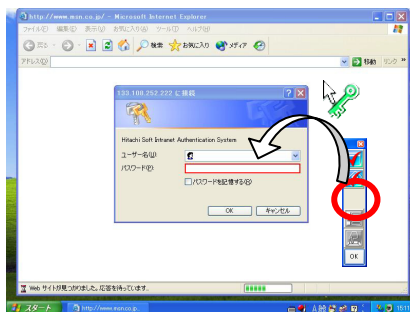 http://www.msn.co.jp/ - Microsoft Internet Explorer
ファイル(F) 編集(E) 表示(V) お気に入り(A) ツール(T) ヘルプ(H)
戻る 検索 お気に入り メディア
アドレス(D) 移動 リンク »
133.108.252.222 に接続
Hitachi Soft Intranet Authentication System
ユーザー名(U):
パスワード(P):
パスワードを記憶する(R)
OK キャンセル
OK
Web サイトが見つかりました。応答を待っています。
スタート http://www.msn.co.jp... A 般 15:11